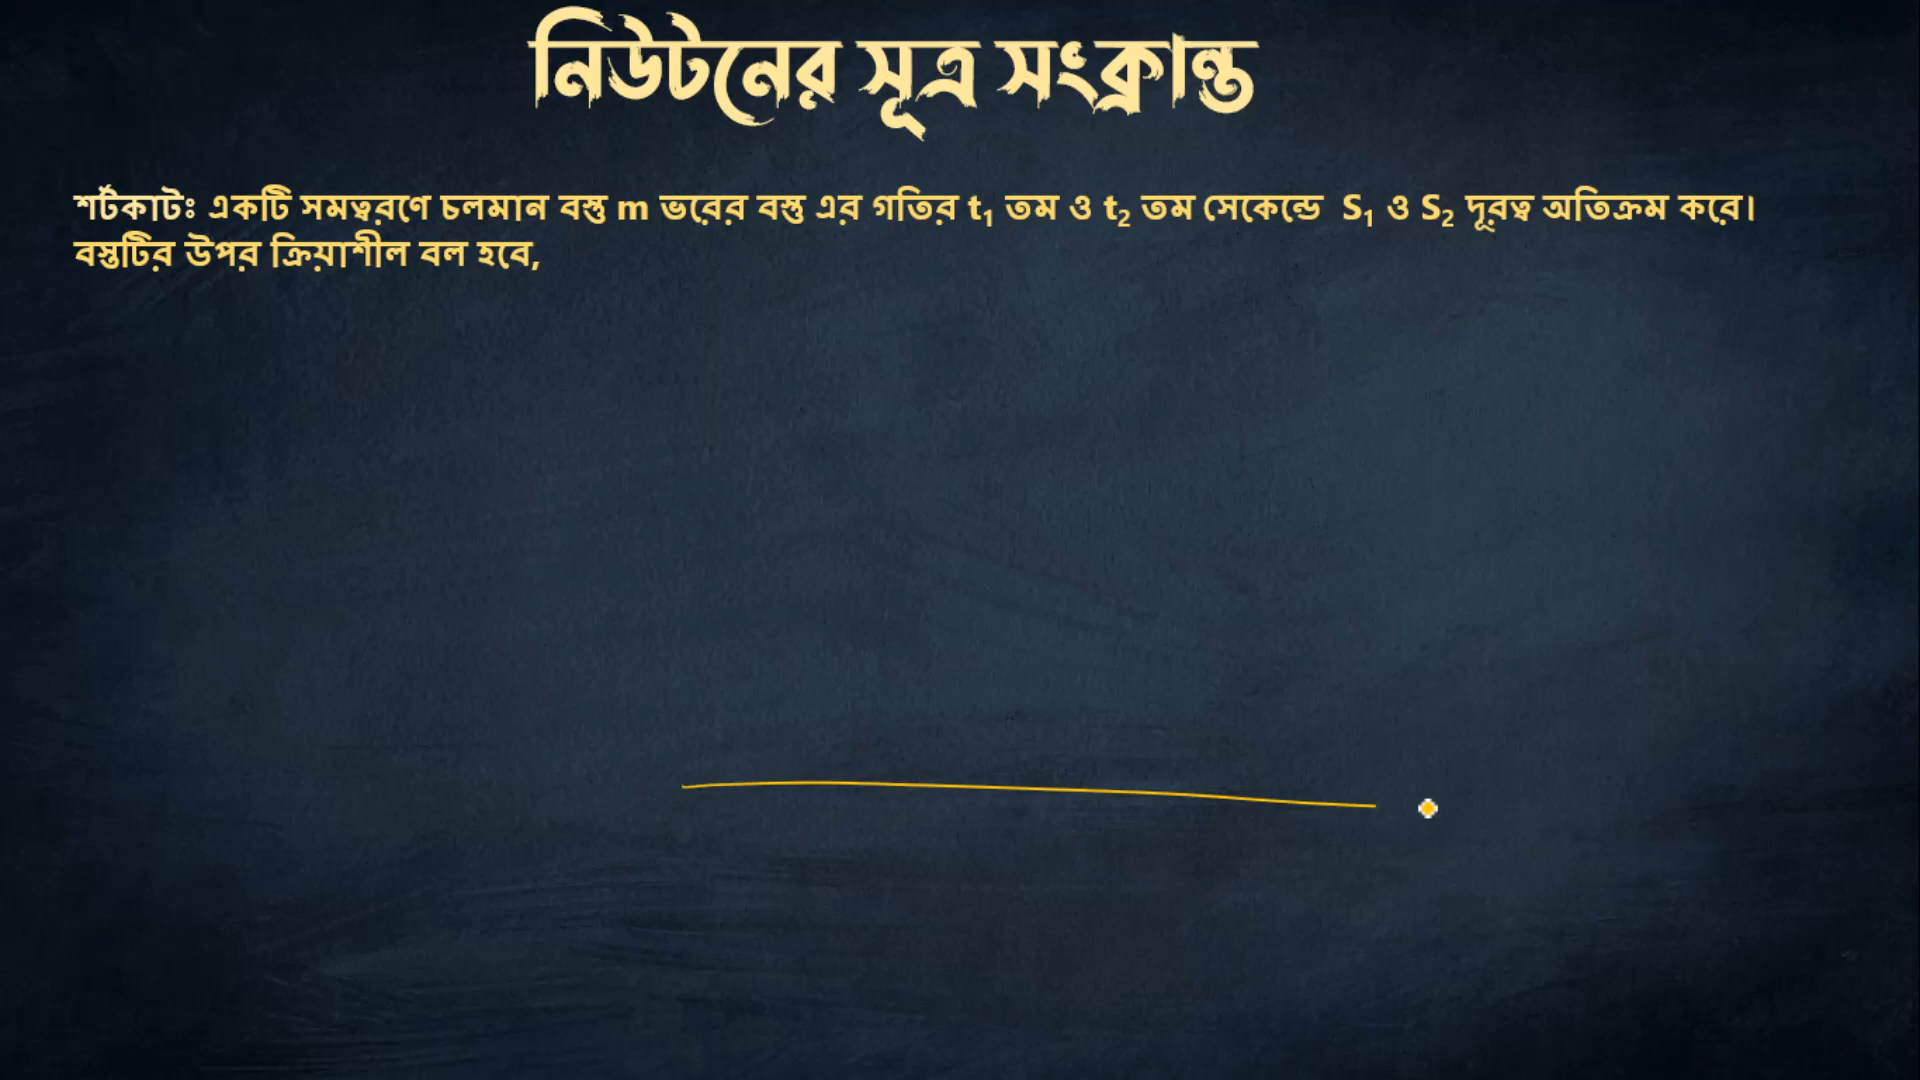 নিউটনের সূত্র সংক্রান্ত
শর্টকাটঃ একটি সমত্বরণে চলমান বস্তু m ভরের বস্তু এর গতির t₁ তম ও t₂ তম সেকেন্ডে S₁ ও S₂ দূরত্ব অতিক্রম করে।
বস্তটির উপর ক্রিয়াশীল বল হবে,